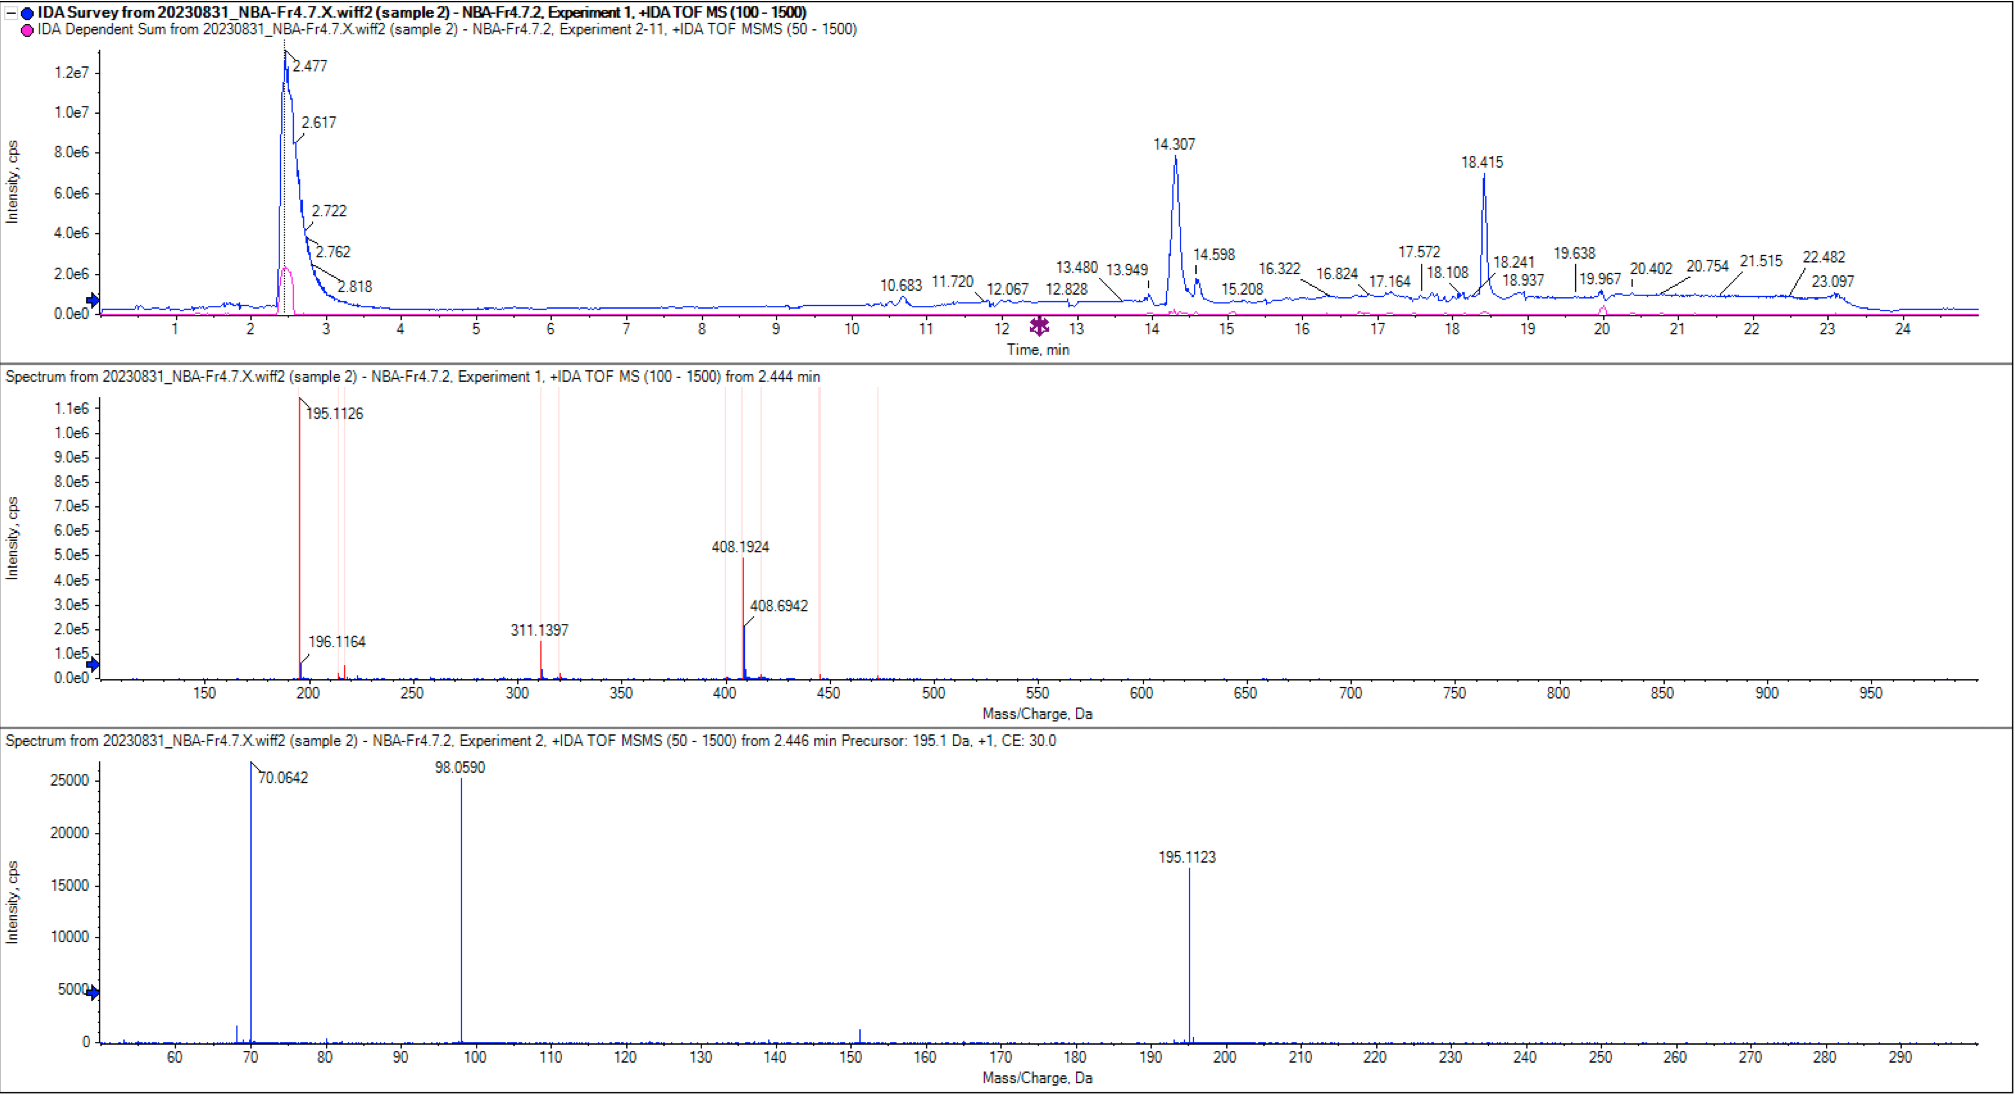 IDA Survey from 20230831_NBA-Fr4.7.X.wiff2 (sample 2) - NBA-Fr4.7.2, Experiment 1, +IDA TOF MS (100 - 1500)
IDA Dependent Sum from 20230831_NBA-Fr4.7.X.wiff2 (sample 2) - NBA-Fr4.7.2, Experiment 2-11, +IDA TOF MSMS (50 - 1500)
Intensity, cps
1.2e7
1.0e7
8.0e6
6.0e6
4.0e6
2.0e6
0.0e0
2.477
2.617
2.722
2.762
2.818
10.683
11.720
12.067
12.828
13.480
13.949
14.307
14.598
15.208
16.322
16.824
17.164
17.572
18.108
18.415
18.241
18.937
19.638
19.967
20.402
20.754
21.515
22.482
23.097
1 2 3 4 5 6 7 8 9 10 11 12 13 14 15 16 17 18 19 20 21 22 23 24
Time, min
Spectrum from 20230831_NBA-Fr4.7.X.wiff2 (sample 2) - NBA-Fr4.7.2, Experiment 1, +IDA TOF MS (100 - 1500) from 2.444 min
Intensity, cps
1.1e6
1.0e6
9.0e5
8.0e5
7.0e5
6.0e5
5.0e5
4.0e5
3.0e5
2.0e5
1.0e5
0.0e0
195.1126
196.1164
311.1397
408.1924
408.6942
150 200 250 300 350 400 450 500 550 600 650 700 750 800 850 900 950
Mass/Charge, Da
Spectrum from 20230831_NBA-Fr4.7.X.wiff2 (sample 2) - NBA-Fr4.7.2, Experiment 2, +IDA TOF MSMS (50 - 1500) from 2.446 min Precursor: 195.1 Da, +1, CE: 30.0
Intensity, cps
25000
20000
15000
10000
5000
0
70.0642
98.0590
195.1123
60 70 80 90 100 110 120 130 140 150 160 170 180 190 200 210 220 230 240 250 260 270 280 290
Mass/Charge, Da